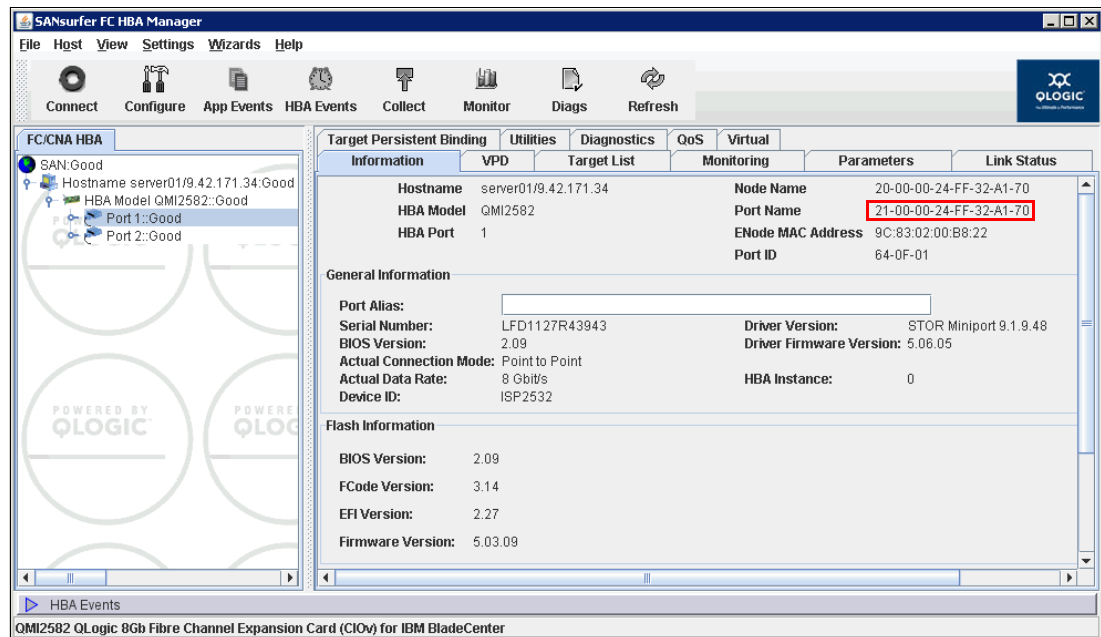 SANsurfer FC HBA Manager
File Host View Settings Wizards Help
Connect Configure App Events HBA Events Collect Monitor Diags Refresh
QLOGIC
FC/CNA HBA
SAN:Good
Hostname server01/9.42.171.34:Good
HBA Model QMI2582::Good
Port 1::Good
Port 2::Good
POWERED BY
QLOGIC
POWERE
QLOG
Target Persistent Binding Utilities Diagnostics QoS Virtual
Information VPD Target List Monitoring Parameters Link Status
Hostname server01/9.42.171.34 Node Name 20-00-00-24-FF-32-A1-70
HBA Model QMI2582 Port Name 21-00-00-24-FF-32-A1-70
HBA Port 1 ENode MAC Address 9C:83:02:00:B8:22
Port ID 64-0F-01
General Information
Port Alias:
Serial Number: LFD1127R43943 Driver Version: STOR Miniport 9.1.9.48
BIOS Version: 2.09 Driver Firmware Version: 5.06.05
Actual Connection Mode: Point to Point
Actual Data Rate: 8 Gbit/s HBA Instance: 0
Device ID: ISP2532
Flash Information
BIOS Version: 2.09
FCode Version: 3.14
EFI Version: 2.27
Firmware Version: 5.03.09
HBA Events
QMI2582 QLogic 8Gb Fibre Channel Expansion Card (CIOv) for IBM BladeCenter